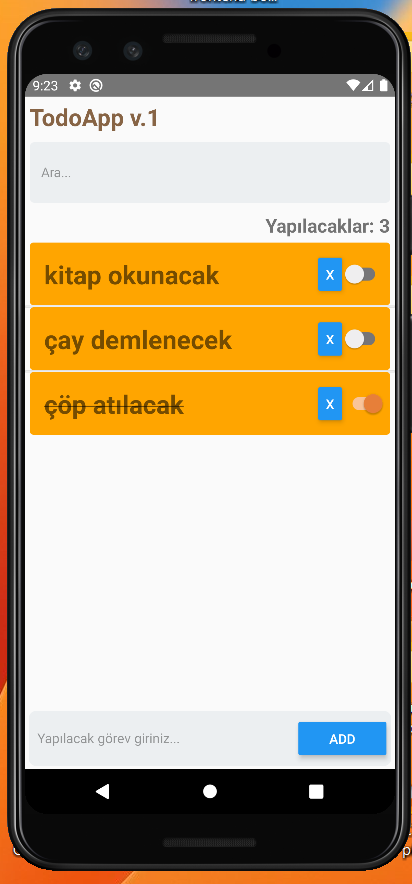 9:23
TodoApp v.1
Ara...
Yapılacaklar: 3
kitap okunacak X
çay demlenecek X
çöp atılacak X
Yapılacak görev giriniz... ADD